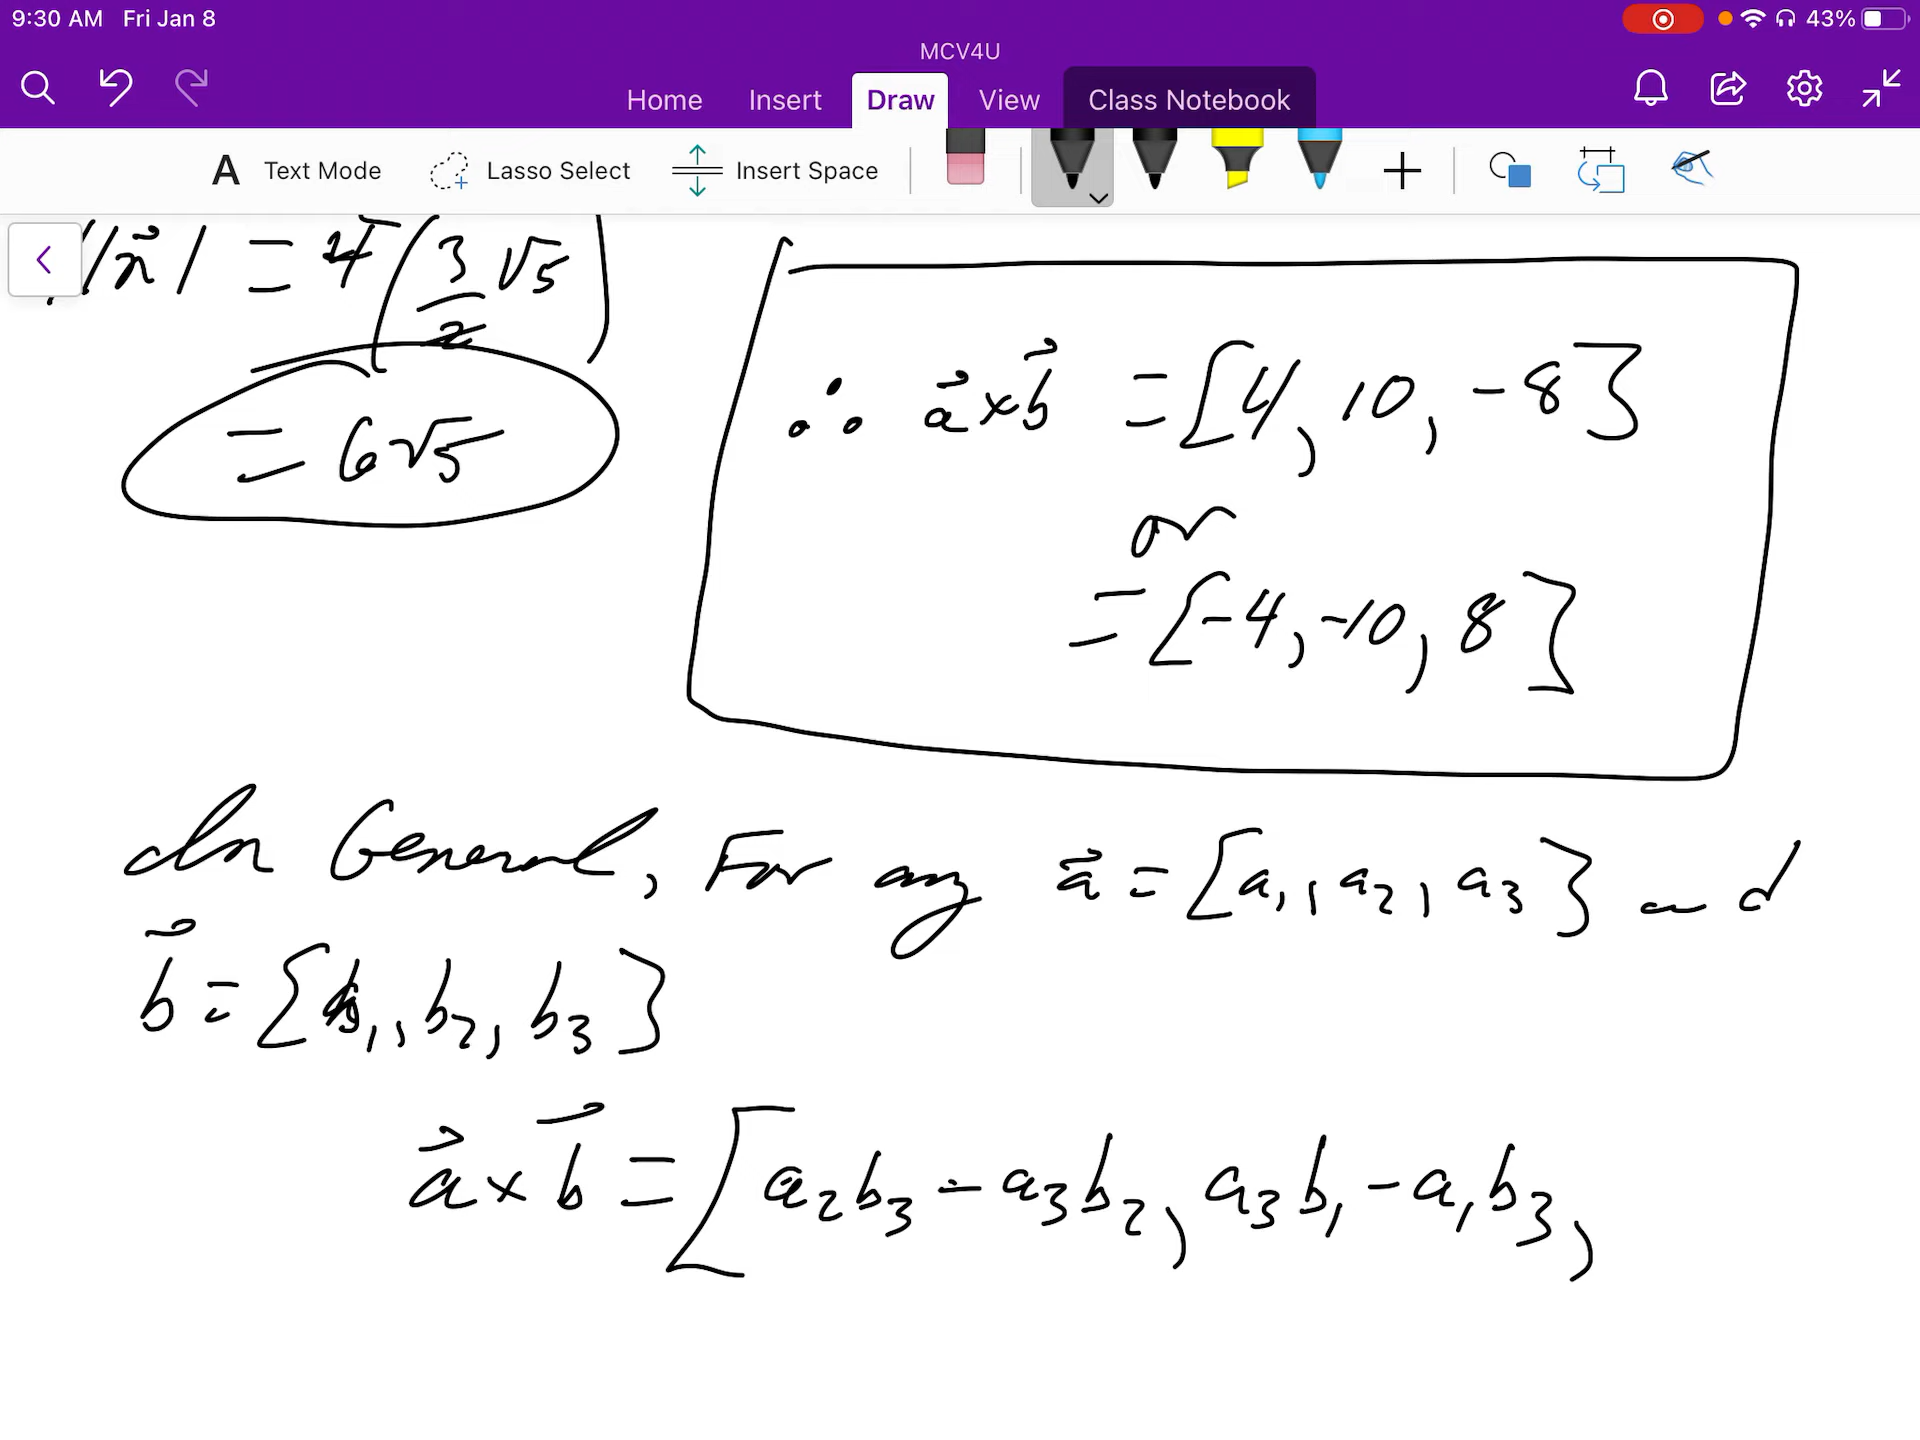 9:30 AM Fri Jan 8
43%
MCV4U
Home Insert Draw View Class Notebook
A Text Mode Lasso Select Insert Space
|n⃗| = 4(3/2 √5)
= 6√5
∴ a⃗×b⃗ = [4, 10, -8]
or
= [-4, -10, 8]
In General, For any a⃗ = [a₁, a₂, a₃] and
b⃗ = [b₁, b₂, b₃]
a⃗×b⃗ = [a₂b₃ - a₃b₂, a₃b₁ - a₁b₃,